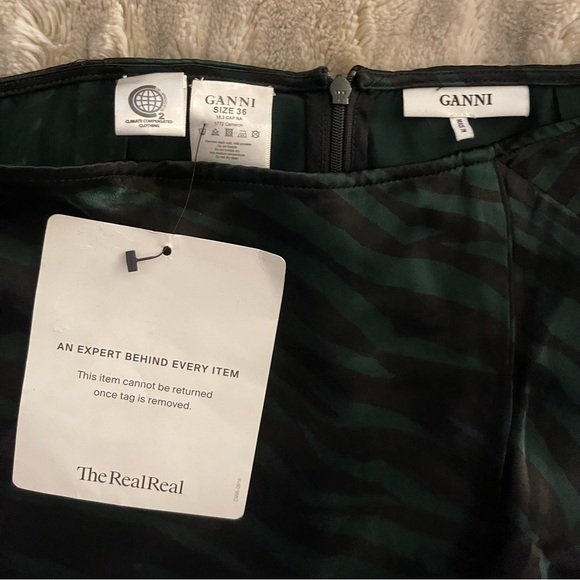 2
CLIMATE COMPENSATED
CLOTHING
GANNI
SIZE 36
GANNI
AN EXPERT BEHIND EVERY ITEM
This item cannot be returned
once tag is removed.
The RealReal